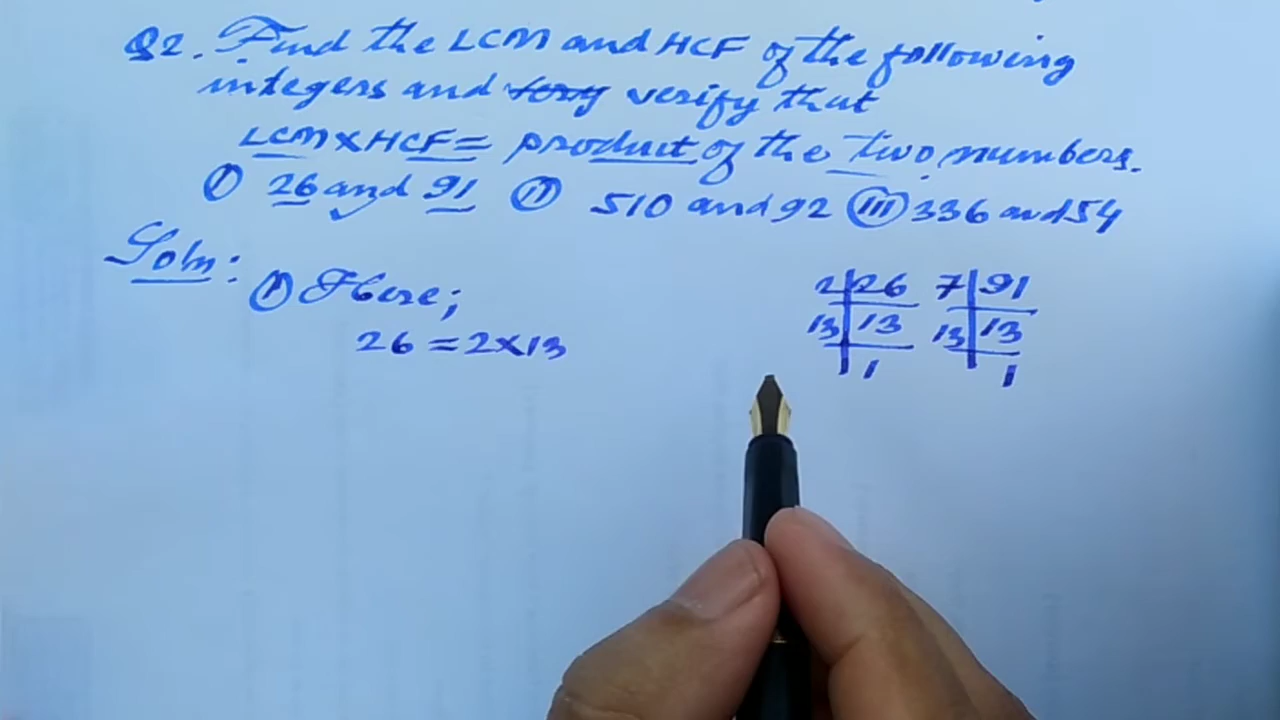 Q2. Find the LCM and HCF of the following
integers and very verify that
LCM×HCF= product of the two numbers.
(I) 26 and 91 (II) 510 and 92 (III) 336 and 54
Soln:
(I) Here;
26 = 2×13
2 26 7 91
13 13 13 13
1 1